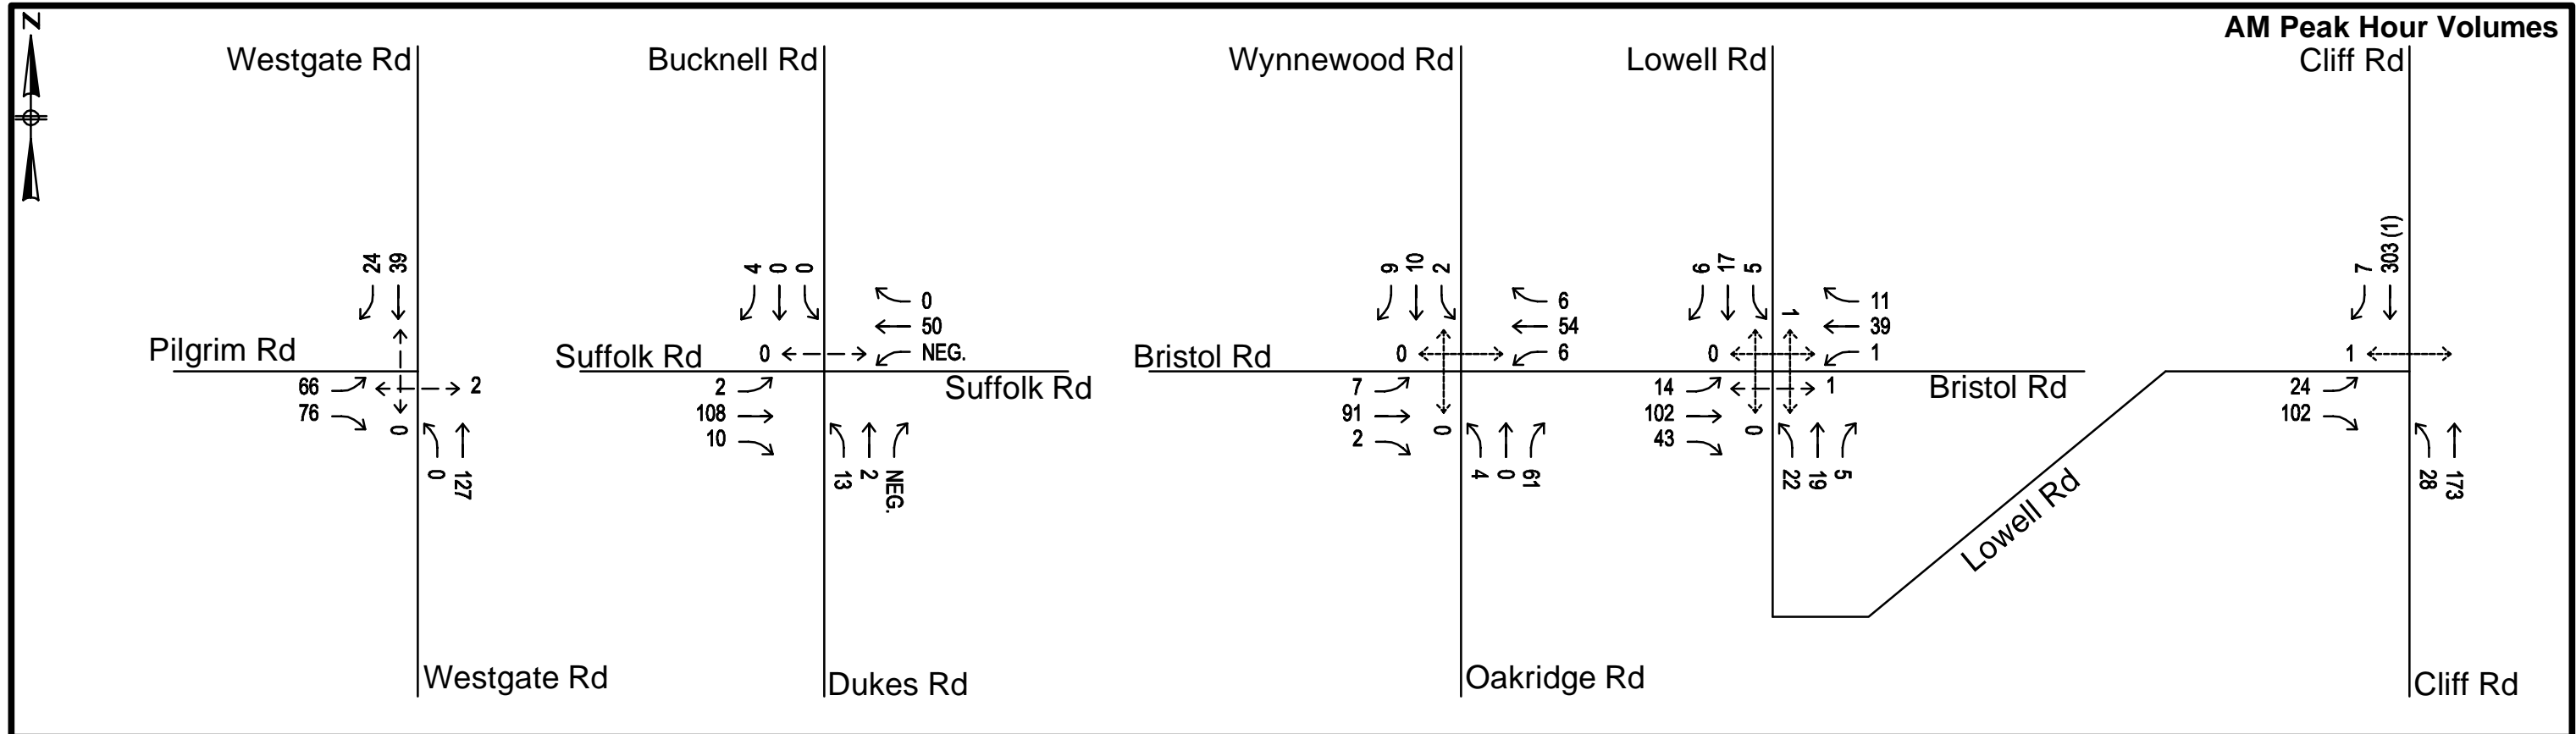 N
AM Peak Hour Volumes
Westgate Rd
Bucknell Rd
Wynnewood Rd
Lowell Rd
Cliff Rd
24
39
Pilgrim Rd
66
76
2
0
0
127
Westgate Rd
4
0
0
0
50
NEG.
0
Suffolk Rd
Suffolk Rd
2
108
10
13
2
NEG.
Dukes Rd
9
10
2
6
54
6
0
Bristol Rd
7
91
2
0
4
0
61
Oakridge Rd
6
17
5
1
11
39
1
0
14
102
43
1
0
22
19
5
Bristol Rd
Lowell Rd
7
303 (1)
1
24
102
28
173
Cliff Rd